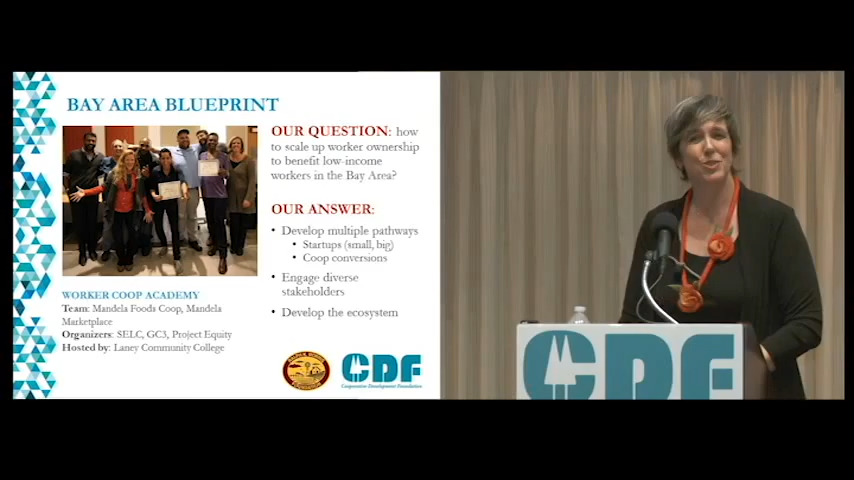 BAY AREA BLUEPRINT
OUR QUESTION: how
to scale up worker ownership
to benefit low-income
workers in the Bay Area?
OUR ANSWER:
• Develop multiple pathways
• Startups (small, big)
• Coop conversions
• Engage diverse
stakeholders
• Develop the ecosystem
WORKER COOP ACADEMY
Team: Mandela Foods Coop, Mandela
Marketplace
Organizers: SELC, GC3, Project Equity
Hosted by: Laney Community College
CDF
Cooperative Development Foundation
CDF